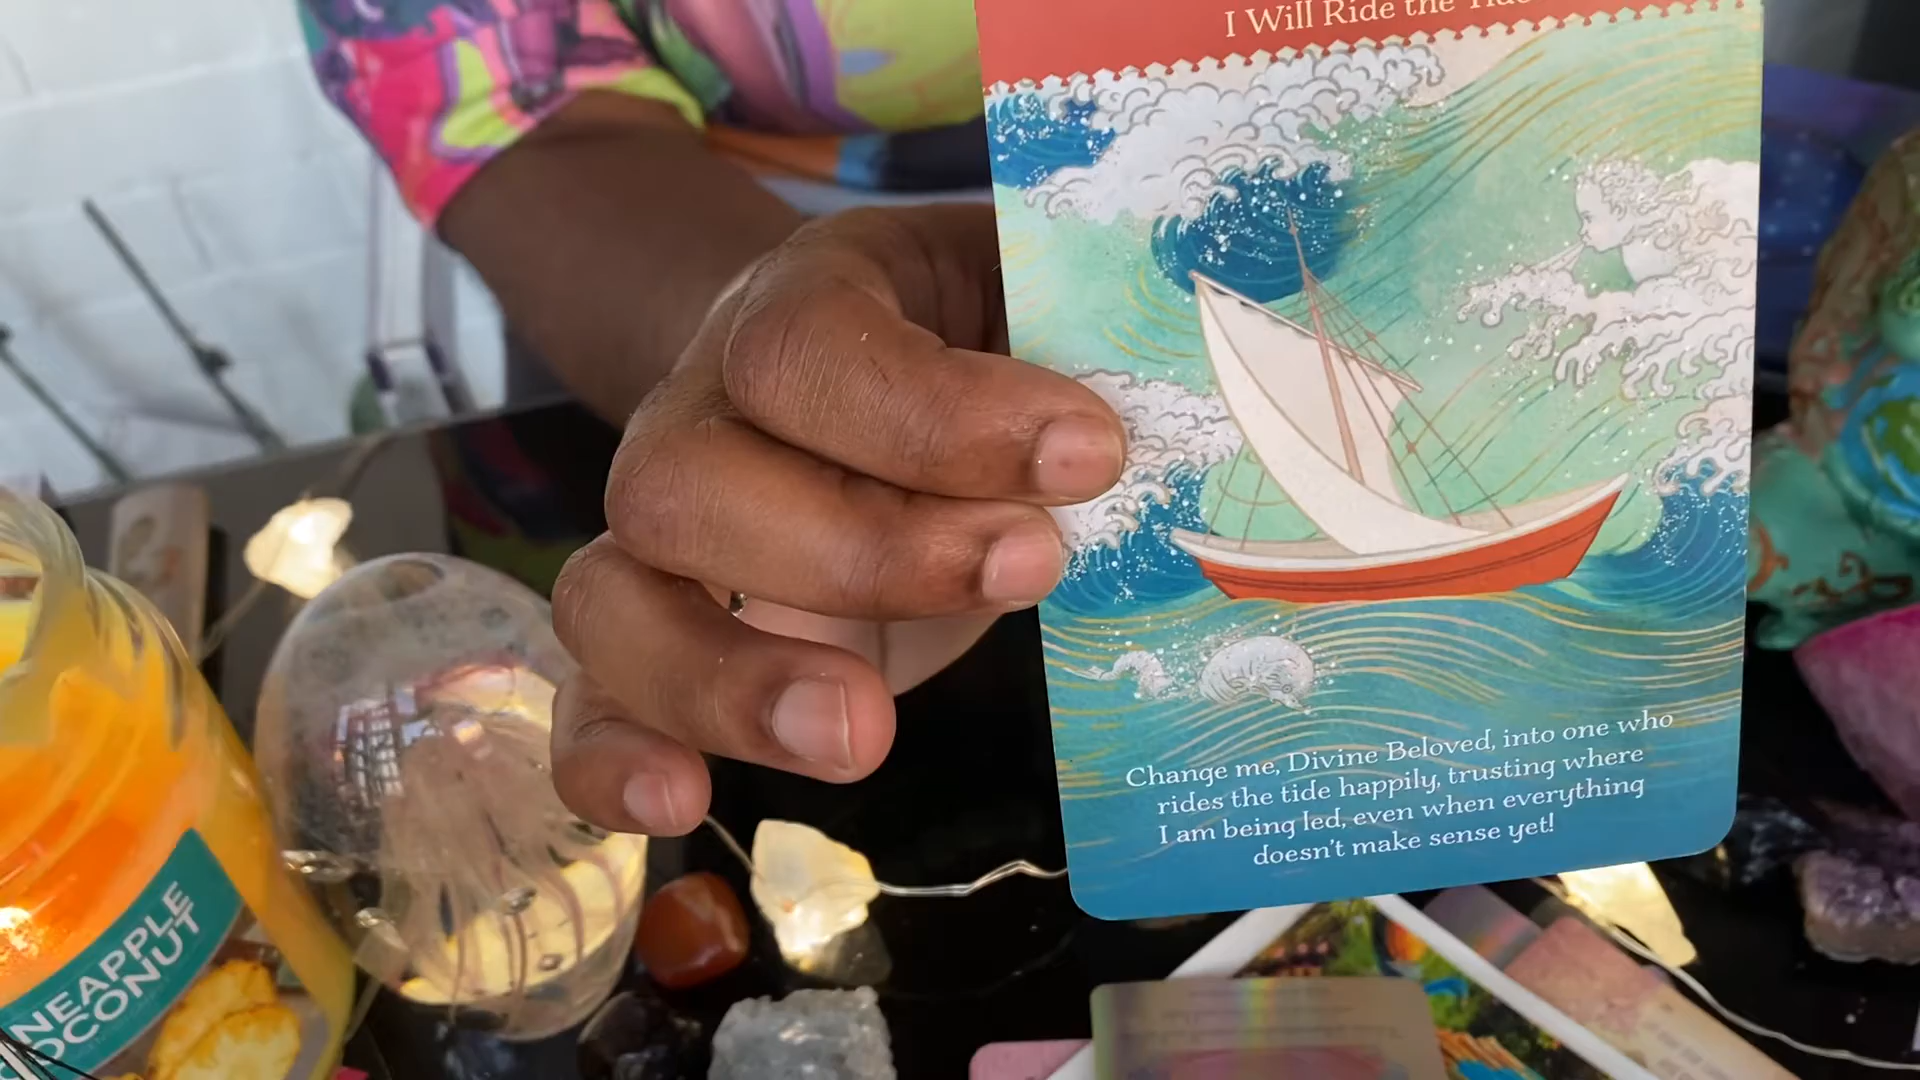 I Will Ride the Tide
Change me, Divine Beloved, into one who
rides the tide happily, trusting where
I am being led, even when everything
doesn't make sense yet!
NEAPPLE
OCONUT